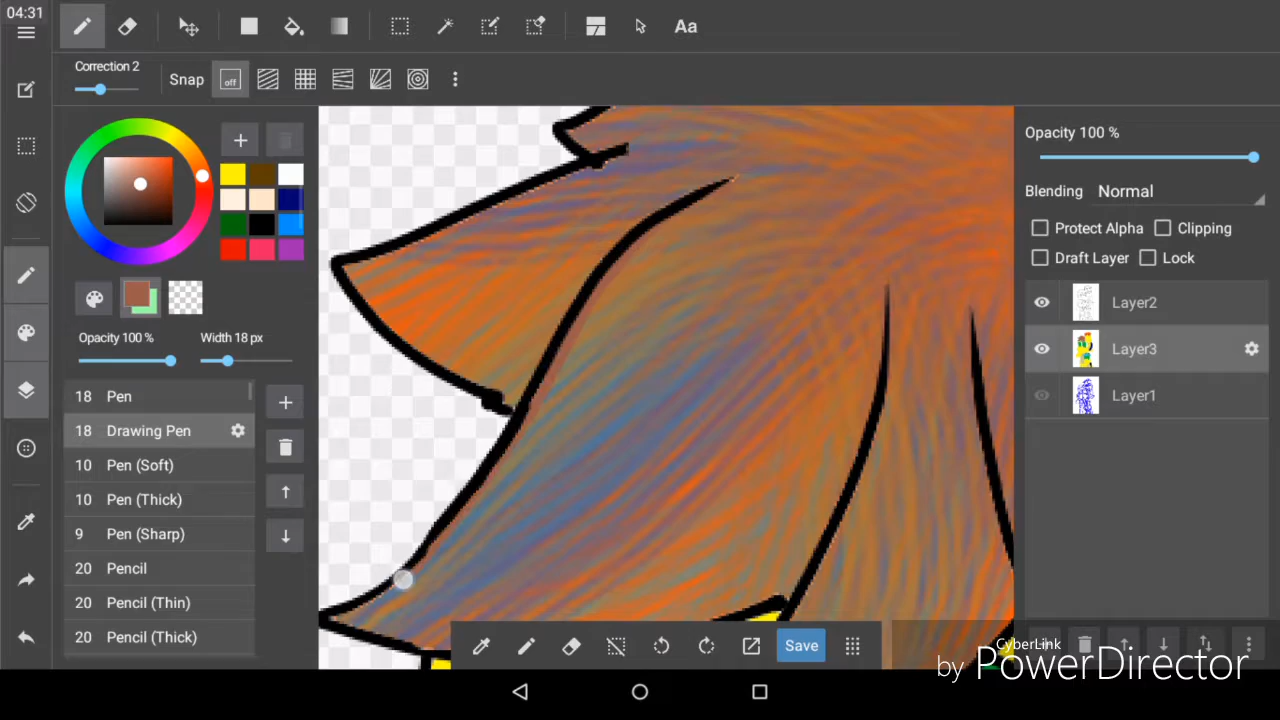 04:31
Aa
Correction 2
Snap
off
Opacity 100 %
Width 18 px
18 Pen
18 Drawing Pen
10 Pen (Soft)
10 Pen (Thick)
9 Pen (Sharp)
20 Pencil
20 Pencil (Thin)
20 Pencil (Thick)
Save
Opacity 100 %
Blending Normal
Protect Alpha
Clipping
Draft Layer
Lock
Layer2
Layer3
Layer1
CyberLink
by PowerDirector